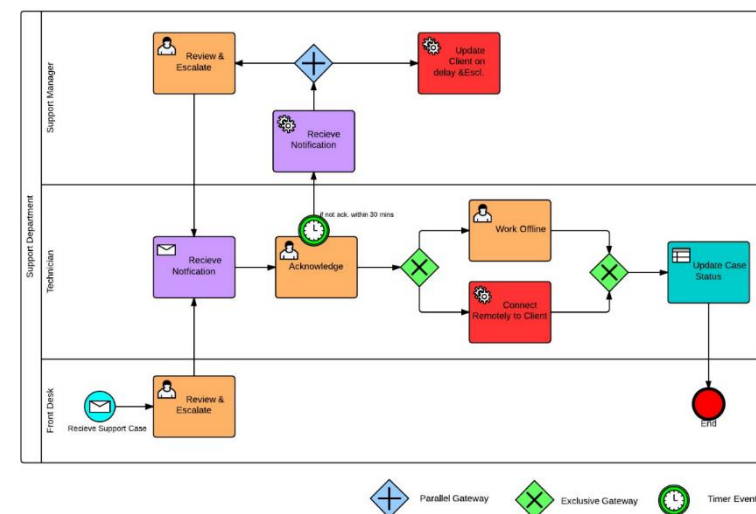 Support Department
Support Manager
Review &
Escalate
Update
Client on
delay &Escl.
Recieve
Notification
Technician
if not ack. within 30 mins
Recieve
Notfication
Acknowledge
Work Offline
Connect
Remotely to Client
Update Case
Status
Front Desk
Recieve Support Case
Review &
Escalate
End
Parallel Gateway
Exclusive Gateway
Timer Event